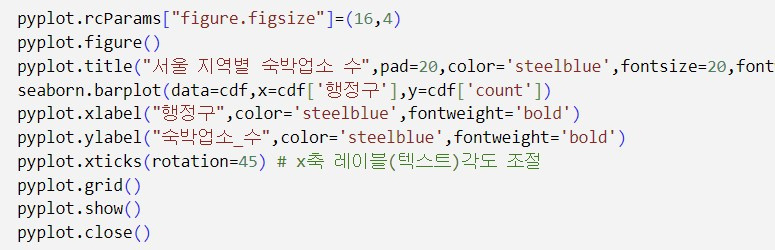 pyplot.rcParams["figure.figsize"]=(16,4)
pyplot.figure()
pyplot.title("서울 지역별 숙박업소 수",pad=20,color='steelblue',fontsize=20,font
seaborn.barplot(data=cdf,x=cdf['행정구'],y=cdf['count'])
pyplot.xlabel("행정구",color='steelblue',fontweight='bold')
pyplot.ylabel("숙박업소_수",color='steelblue',fontweight='bold')
pyplot.xticks(rotation=45) # x축 레이블(텍스트)각도 조절
pyplot.grid()
pyplot.show()
pyplot.close()